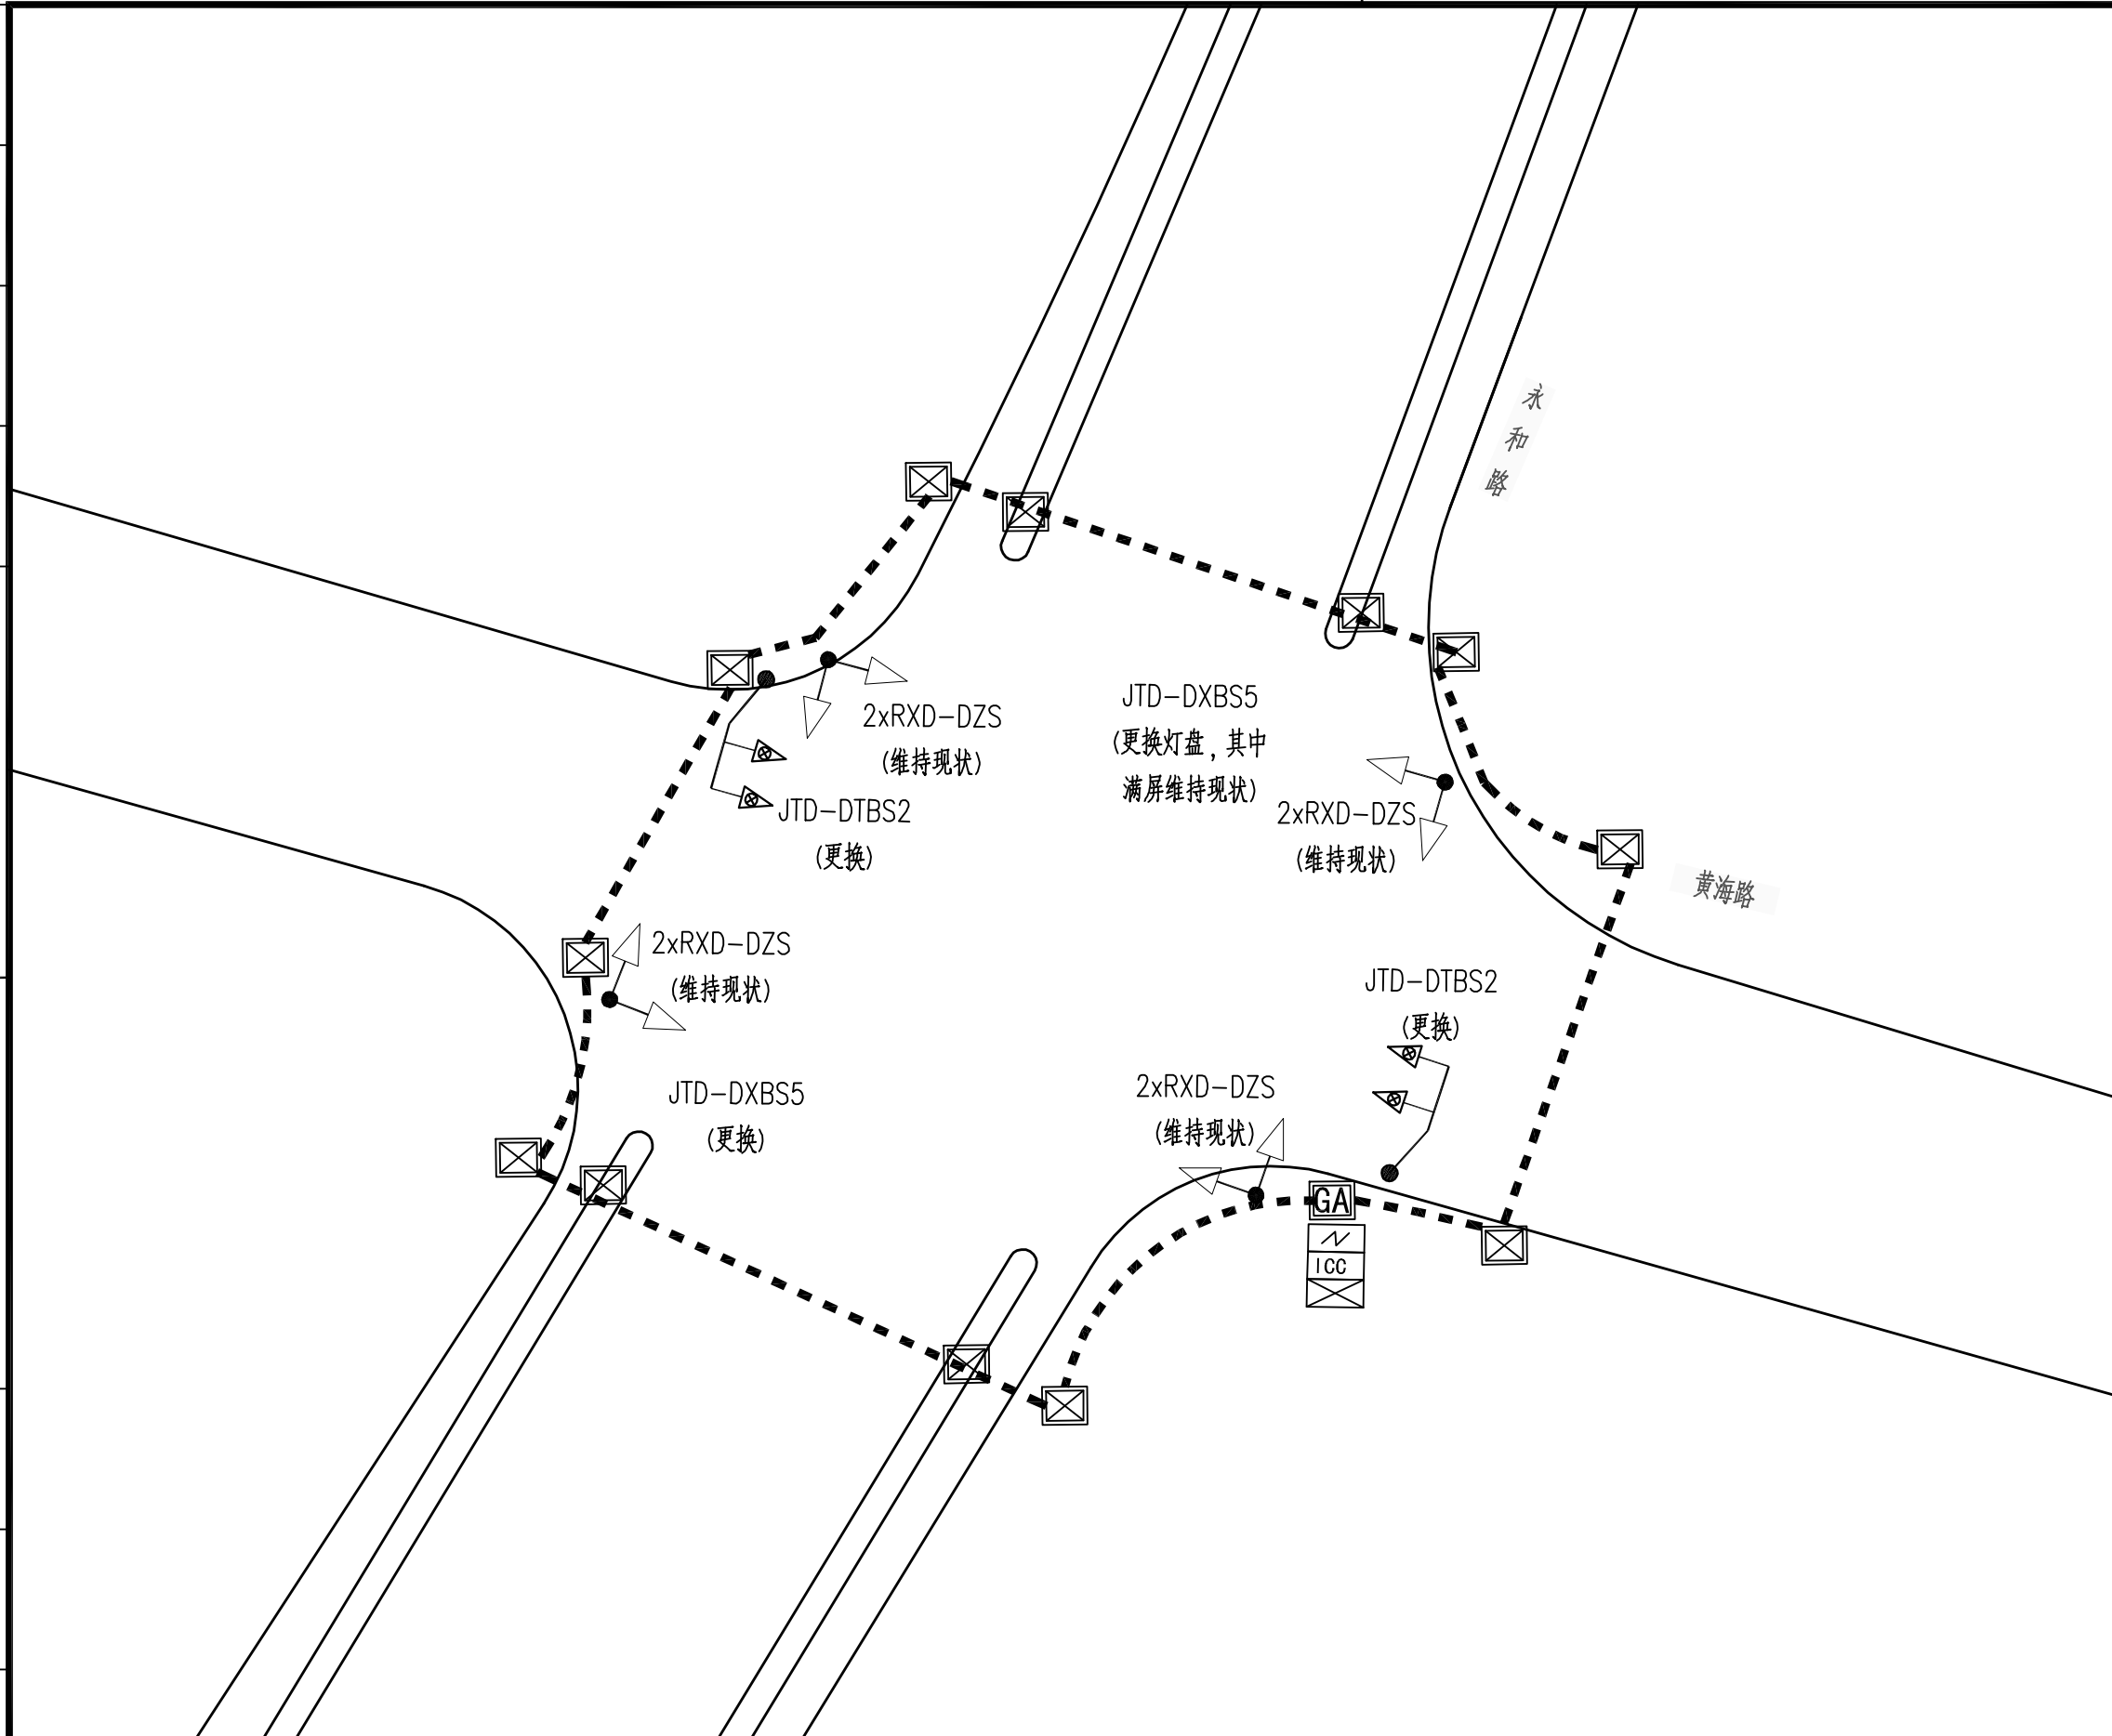 永
和
路
JTD-DXBS5
(更换灯盘,其中
满屏维持现状)
2xRXD-DZS
(维持现状)
JTD-DTBS2
(更换)
2xRXD-DZS
(维持现状)
黄海路
2xRXD-DZS
(维持现状)
JTD-DTBS2
(更换)
JTD-DXBS5
(更换)
2xRXD-DZS
(维持现状)
GA
ICC